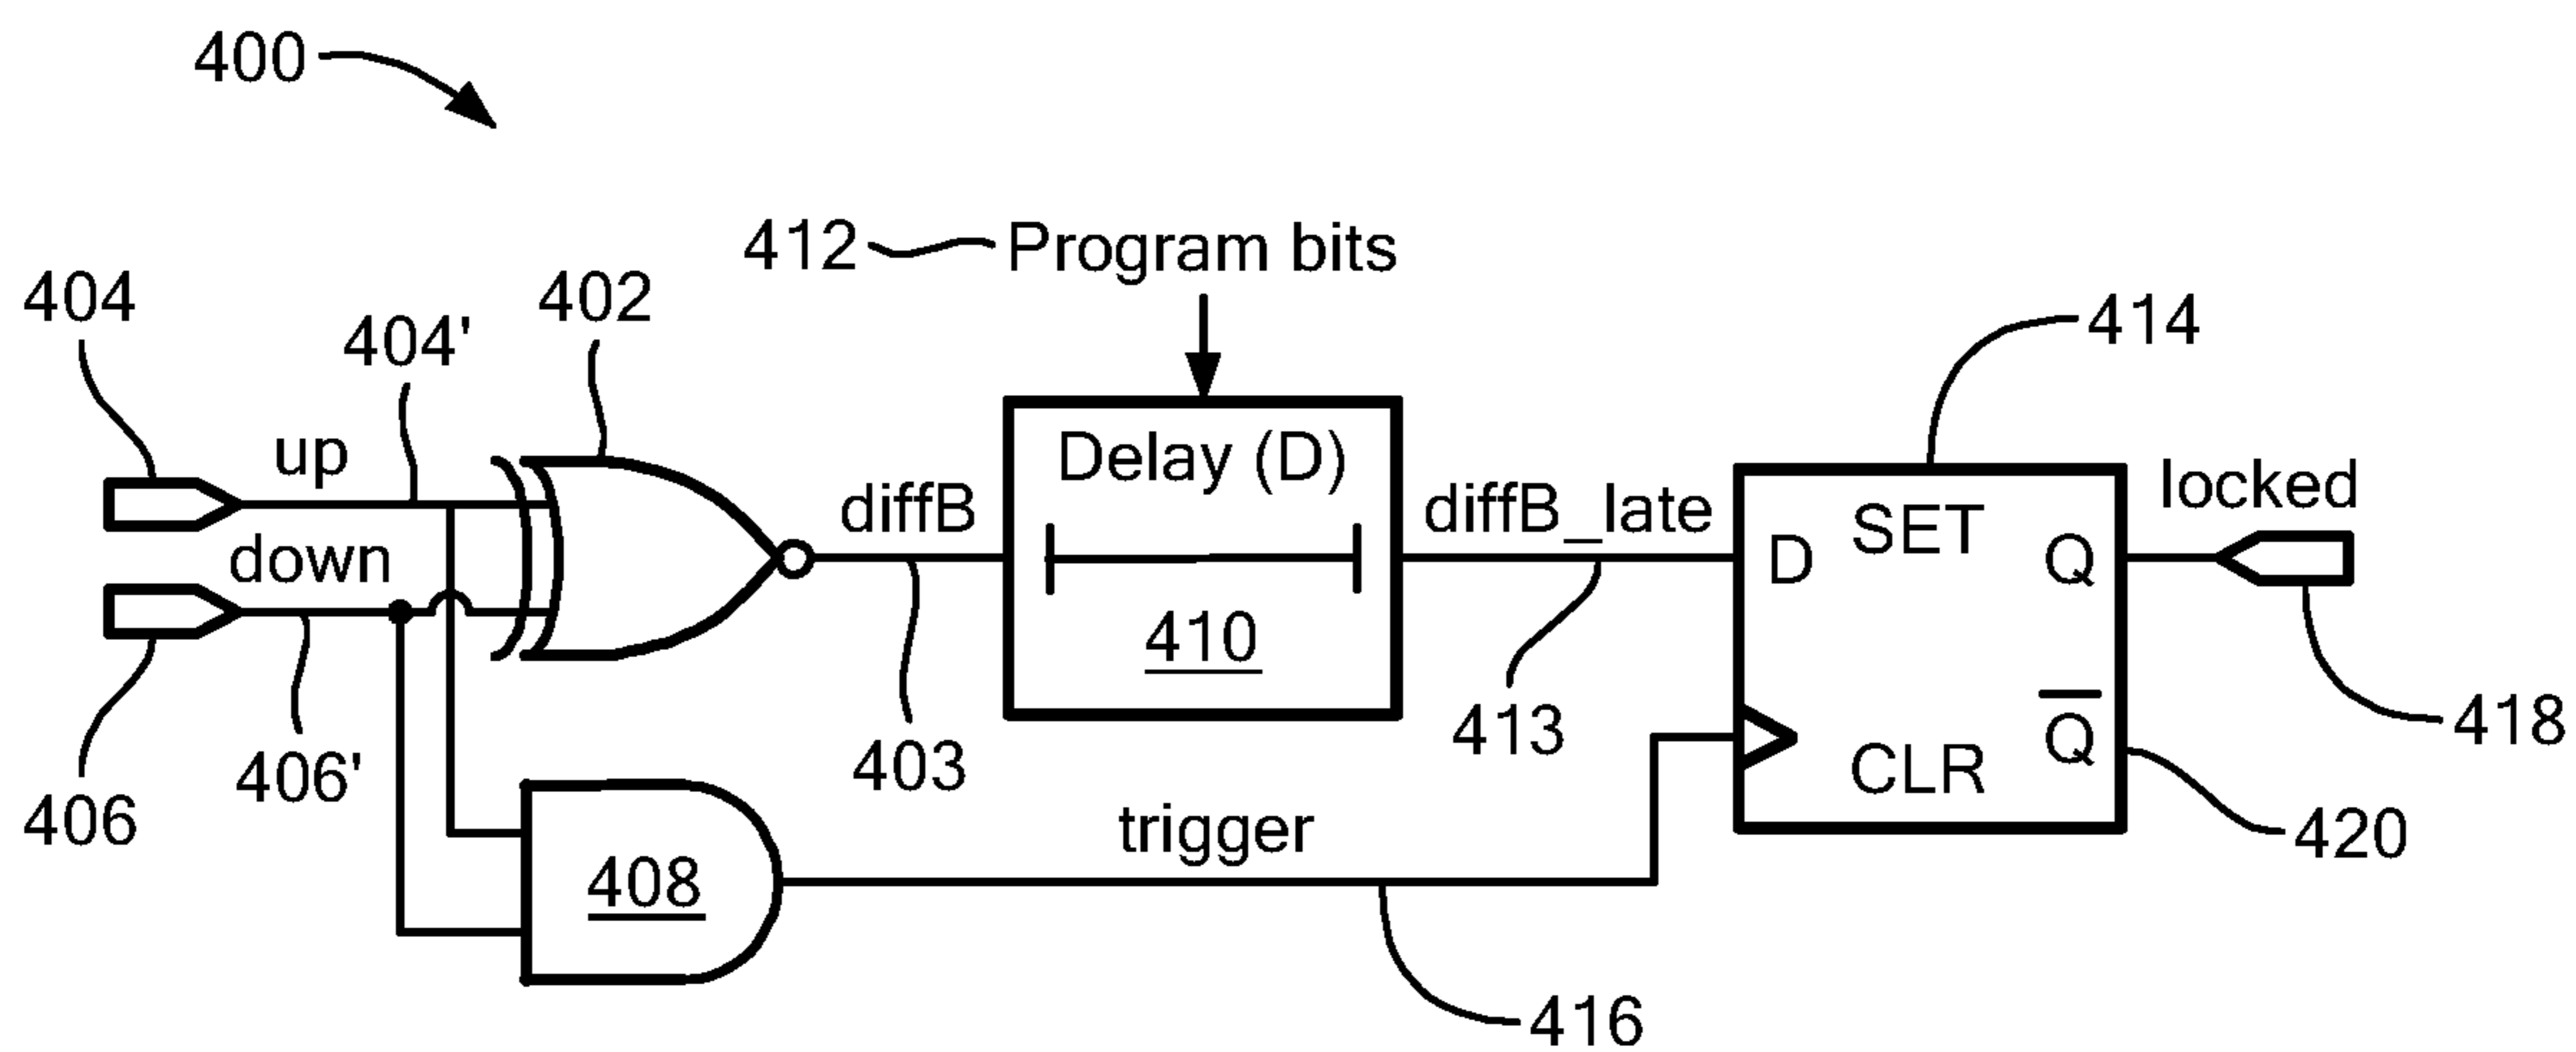 400
412 Program bits
404
404'
402
414
up
Delay (D)
locked
diffB
diffB_late
SET
down
D
Q
410
418
406'
403
413
Q
CLR
406
trigger
420
408
416